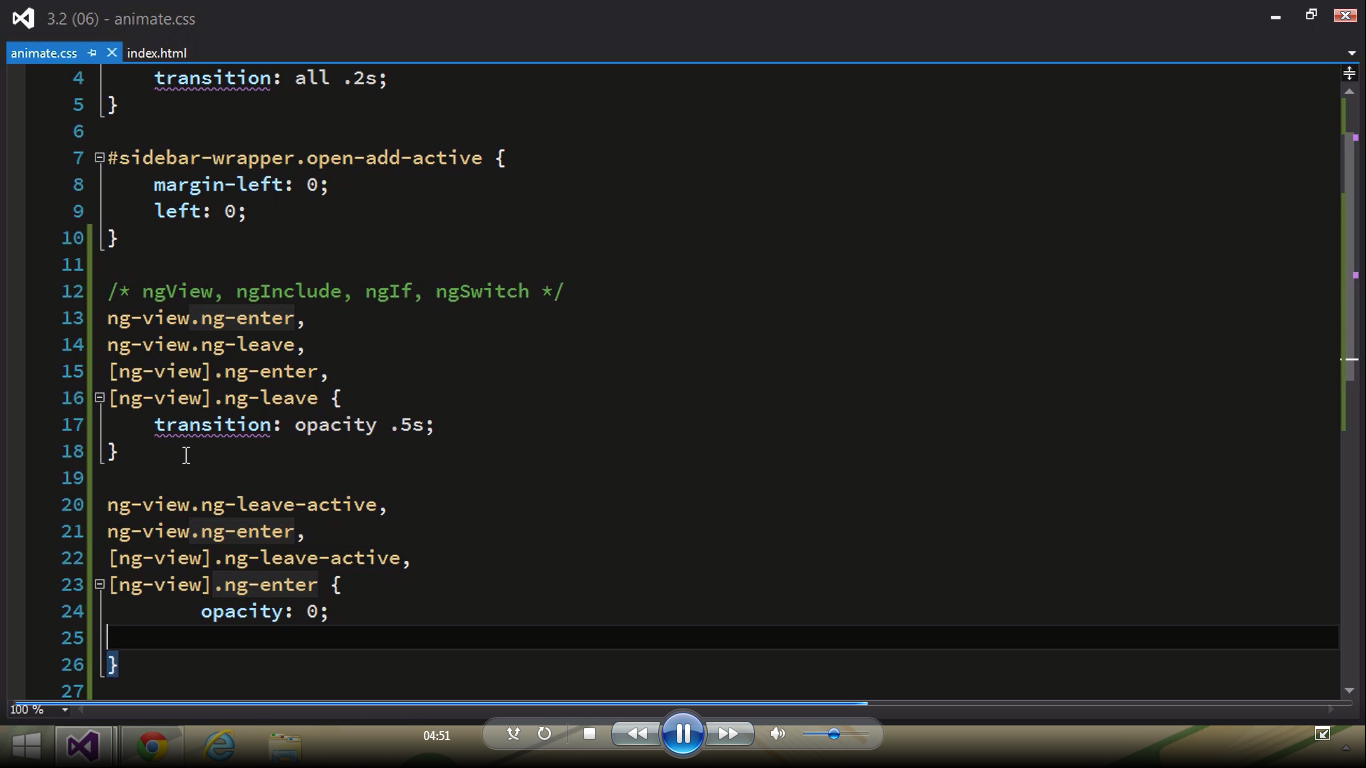 3.2 (06) - animate.css
animate.css
index.html
4 transition: all .2s;
5 }
6
7 #sidebar-wrapper.open-add-active {
8 margin-left: 0;
9 left: 0;
10 }
11
12 /* ngView, ngInclude, ngIf, ngSwitch */
13 ng-view.ng-enter,
14 ng-view.ng-leave,
15 [ng-view].ng-enter,
16 [ng-view].ng-leave {
17 transition: opacity .5s;
18 }
19
20 ng-view.ng-leave-active,
21 ng-view.ng-enter,
22 [ng-view].ng-leave-active,
23 [ng-view].ng-enter {
24 opacity: 0;
25
26 }
27
100 %
04:51